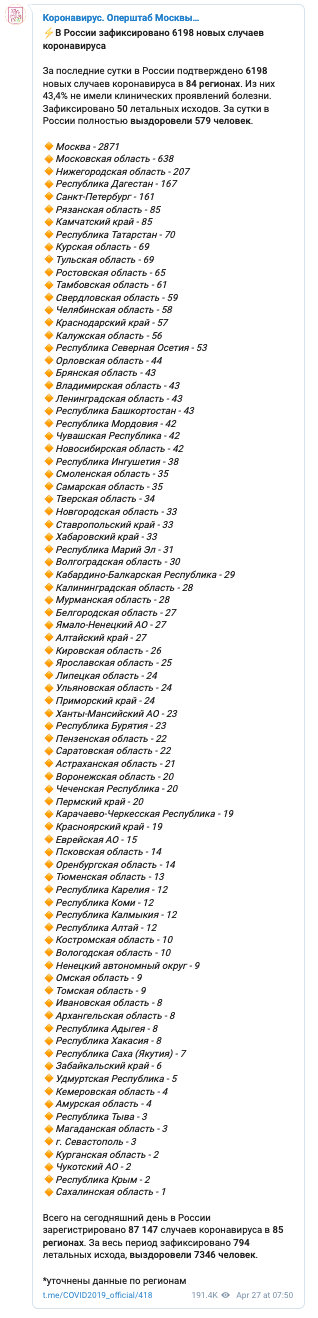 Коронавирус. Оперштаб Москвы…
⚡В России зафиксировано 6198 новых случаев
коронавируса
За последние сутки в России подтверждено 6198
новых случаев коронавируса в 84 регионах. Из них
43,4% не имели клинических проявлений болезни.
Зафиксировано 50 летальных исходов. За сутки в
России полностью выздоровели 579 человек.
🔸Москва - 2871
🔸Московская область - 638
🔸Нижегородская область - 207
🔸Республика Дагестан - 167
🔸Санкт-Петербург - 161
🔸Рязанская область - 85
🔸Камчатский край - 85
🔸Республика Татарстан - 70
🔸Курская область - 69
🔸Тульская область - 69
🔸Ростовская область - 65
🔸Тамбовская область - 61
🔸Свердловская область - 59
🔸Челябинская область - 58
🔸Краснодарский край - 57
🔸Калужская область - 56
🔸Республика Северная Осетия - 53
🔸Орловская область - 44
🔸Брянская область - 43
🔸Владимирская область - 43
🔸Ленинградская область - 43
🔸Республика Башкортостан - 43
🔸Республика Мордовия - 42
🔸Чувашская Республика - 42
🔸Новосибирская область - 42
🔸Республика Ингушетия - 38
🔸Смоленская область - 35
🔸Самарская область - 35
🔸Тверская область - 34
🔸Новгородская область - 33
🔸Ставропольский край - 33
🔸Хабаровский край - 33
🔸Республика Марий Эл - 31
🔸Волгоградская область - 30
🔸Кабардино-Балкарская Республика - 29
🔸Калининградская область - 28
🔸Мурманская область - 28
🔸Белгородская область - 27
🔸Ямало-Ненецкий АО - 27
🔸Алтайский край - 27
🔸Кировская область - 26
🔸Ярославская область - 25
🔸Липецкая область - 24
🔸Ульяновская область - 24
🔸Приморский край - 24
🔸Ханты-Мансийский АО - 23
🔸Республика Бурятия - 23
🔸Пензенская область - 22
🔸Саратовская область - 22
🔸Астраханская область - 21
🔸Воронежская область - 20
🔸Чеченская Республика - 20
🔸Пермский край - 20
🔸Карачаево-Черкесская Республика - 19
🔸Красноярский край - 19
🔸Еврейская АО - 15
🔸Псковская область - 14
🔸Оренбургская область - 14
🔸Тюменская область - 13
🔸Республика Карелия - 12
🔸Республика Коми - 12
🔸Республика Калмыкия - 12
🔸Республика Алтай - 12
🔸Костромская область - 10
🔸Вологодская область - 10
🔸Ненецкий автономный округ - 9
🔸Омская область - 9
🔸Томская область - 9
🔸Ивановская область - 8
🔸Архангельская область - 8
🔸Республика Адыгея - 8
🔸Республика Хакасия - 8
🔸Республика Саха (Якутия) - 7
🔸Забайкальский край - 6
🔸Удмуртская Республика - 5
🔸Кемеровская область - 4
🔸Амурская область - 4
🔸Республика Тыва - 3
🔸Магаданская область - 3
🔸г. Севастополь - 3
🔸Курганская область - 2
🔸Чукотский АО - 2
🔸Республика Крым - 2
🔸Сахалинская область - 1
Всего на сегодняшний день в России
зарегистрировано 87 147 случаев коронавируса в 85
регионах. За весь период зафиксировано 794
летальных исхода, выздоровели 7346 человек.
*уточнены данные по регионам
t.me/COVID2019_official/418 191.4K Apr 27 at 07:50